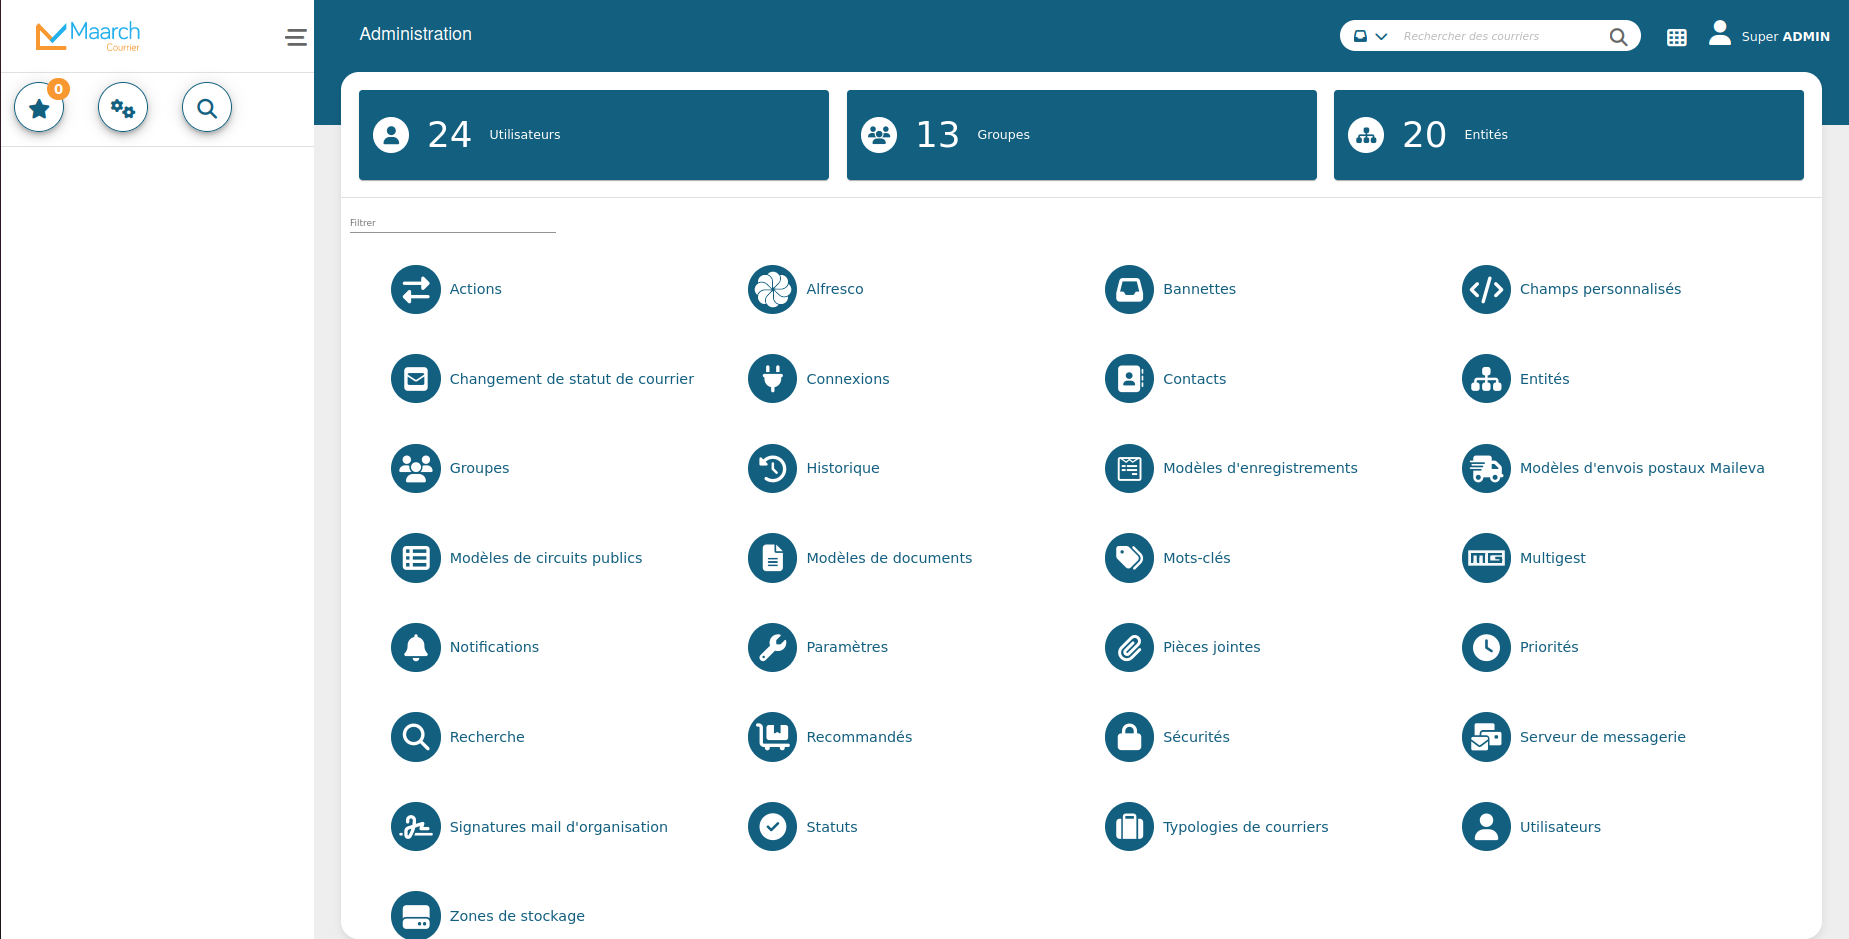 Maarch
Courrier
Administration
Rechercher des courriers
Super ADMIN
0
24 Utilisateurs
13 Groupes
20 Entités
Filtrer
Actions
Alfresco
Bannettes
Champs personnalisés
Changement de statut de courrier
Connexions
Contacts
Entités
Groupes
Historique
Modèles d'enregistrements
Modèles d'envois postaux Maileva
Modèles de circuits publics
Modèles de documents
Mots-clés
MG
Multigest
Notifications
Paramètres
Pièces jointes
Priorités
Recherche
Recommandés
Sécurités
Serveur de messagerie
Signatures mail d'organisation
Statuts
Typologies de courriers
Utilisateurs
Zones de stockage